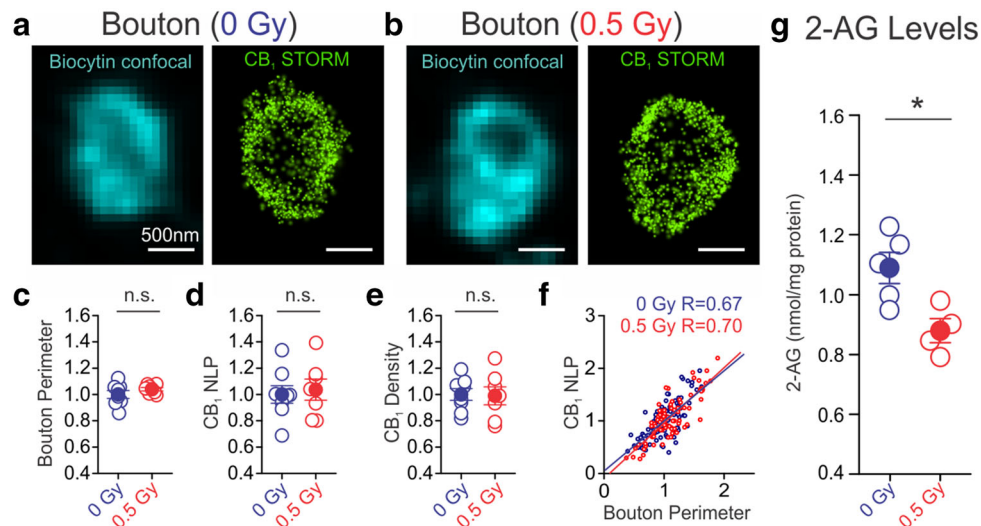 a Bouton (0 Gy)
b Bouton (0.5 Gy)
g 2-AG Levels
Biocytin confocal
CB₁ STORM
Biocytin confocal
CB₁ STORM
500nm
c
n.s.
Bouton Perimeter
1.6
1.4
1.2
1.0
0.8
0.6
0.4
0 Gy
0.5 Gy
d
n.s.
CB₁ NLP
1.6
1.4
1.2
1.0
0.8
0.6
0.4
0 Gy
0.5 Gy
e
n.s.
CB₁ Density
1.6
1.4
1.2
1.0
0.8
0.6
0.4
0 Gy
0.5 Gy
f
0 Gy R=0.67
0.5 Gy R=0.70
CB₁ NLP
3
2
1
0
0
1
2
3
Bouton Perimeter
*
2-AG (nmol/mg protein)
1.6
1.4
1.2
1.0
0.8
0.6
0.4
0 Gy
0.5 Gy